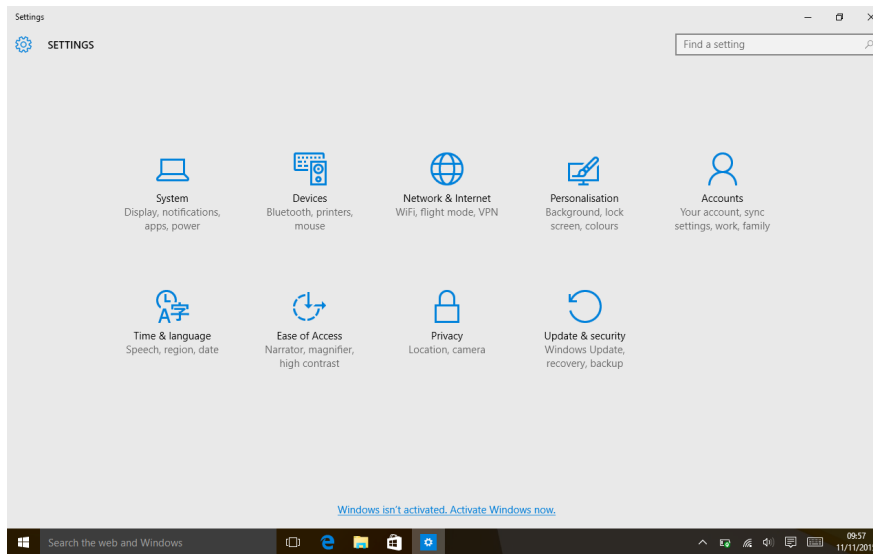 Settings
SETTINGS
Find a setting
System
Display, notifications,
apps, power
Devices
Bluetooth, printers,
mouse
Network & Internet
WiFi, flight mode, VPN
Personalisation
Background, lock
screen, colours
Accounts
Your account, sync
settings, work, family
Time & language
Speech, region, date
Ease of Access
Narrator, magnifier,
high contrast
Privacy
Location, camera
Update & security
Windows Update,
recovery, backup
Windows isn't activated. Activate Windows now.
Search the web and Windows
09:57